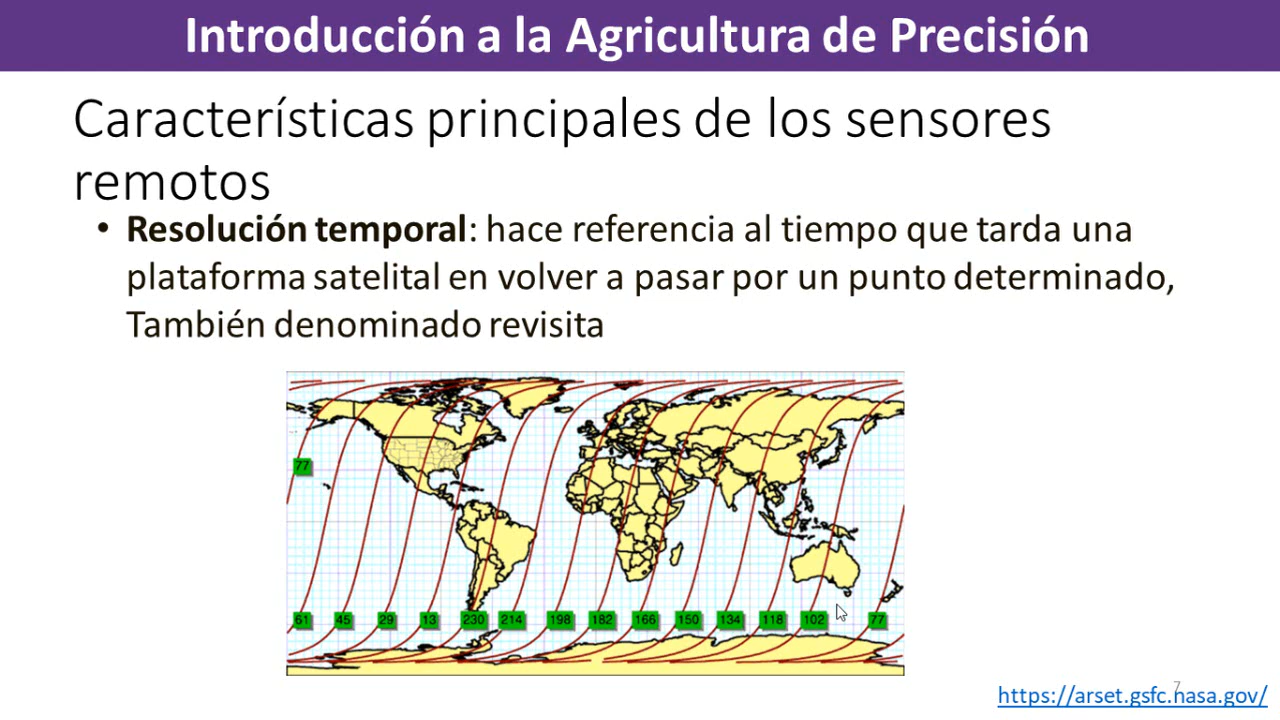 Introducción a la Agricultura de Precisión
Características principales de los sensores
remotos
• Resolución temporal: hace referencia al tiempo que tarda una
plataforma satelital en volver a pasar por un punto determinado,
También denominado revisita
77
61 45 29 13 230 214 198 182 166 150 134 118 102 77
7
https://arset.gsfc.nasa.gov/